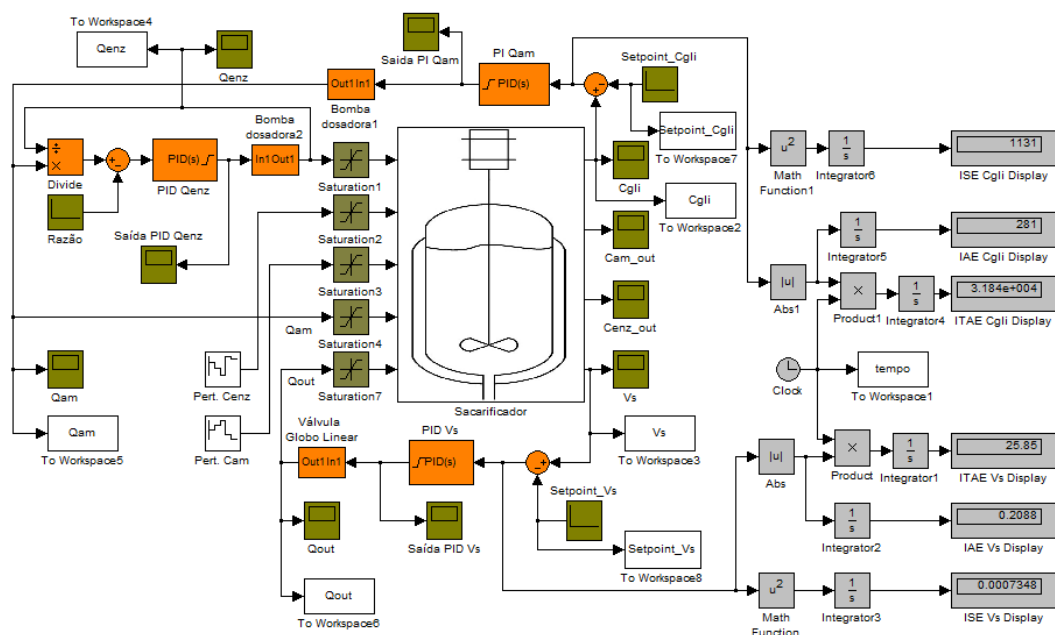 To Workspace4
Qenz
Qenz
Saída PI Qam
PI Qam
PID(s)
Setpoint_Cgli
Out1 In1
Bomba
dosadora1
Setpoint_Cgli
To Workspace7
÷
×
Divide
+
-
PID(s)
PID Qenz
Bomba
dosadora2
In1 Out1
Razão
Saída PID Qenz
Saturation1
Saturation2
Saturation3
Qam
Saturation4
Qout
Saturation7
Sacarificador
Cgli
Cgli
To Workspace2
Cam_out
Cenz_out
Vs
Vs
To Workspace3
Qam
Qam
To Workspace5
Pert. Cenz
Pert. Cam
Válvula
Globo Linear
Out1 In1
PID Vs
PID(s)
- +
Qout
Saída PID Vs
Setpoint_Vs
Setpoint_Vs
To Workspace8
Qout
To Workspace6
u²
Math
Function1
1
s
Integrator6
1131
ISE Cgli Display
1
s
Integrator5
281
IAE Cgli Display
|u|
Abs1
×
Product1
1
s
Integrator4
3.184e+004
ITAE Cgli Display
Clock
tempo
To Workspace1
|u|
Abs
×
Product
1
s
Integrator1
25.85
ITAE Vs Display
1
s
Integrator2
0.2088
IAE Vs Display
u²
Math
Function
1
s
Integrator3
0.0007348
ISE Vs Display